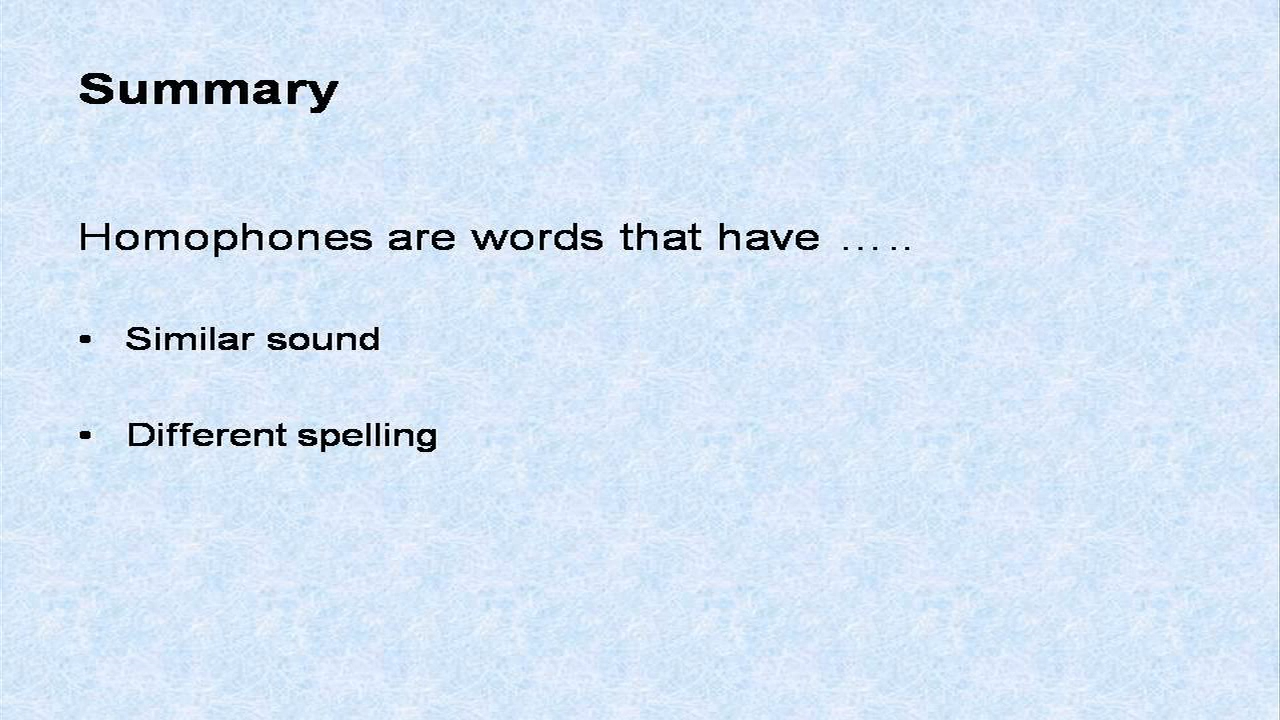 Summary
Homophones are words that have …..
• Similar sound
• Different spelling